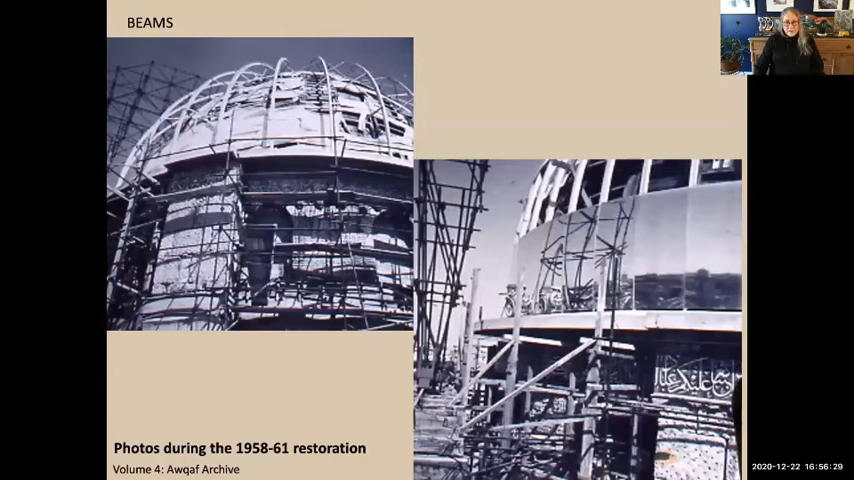 BEAMS
Photos during the 1958-61 restoration
Volume 4: Awqaf Archive
2020-12-22 16:56:29